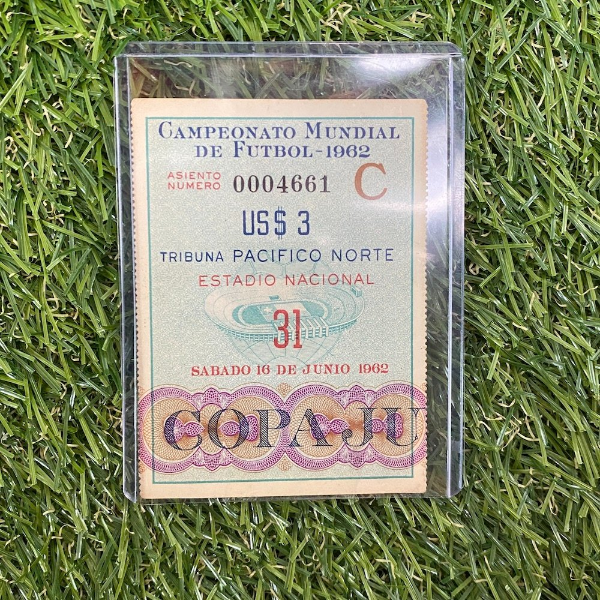 CAMPEONATO MUNDIAL
DE FUTBOL-1962
ASIENTO
NUMERO 0004661 C
US$ 3
TRIBUNA PACIFICO NORTE
ESTADIO NACIONAL
31
SABADO 16 DE JUNIO 1962
COPA JU